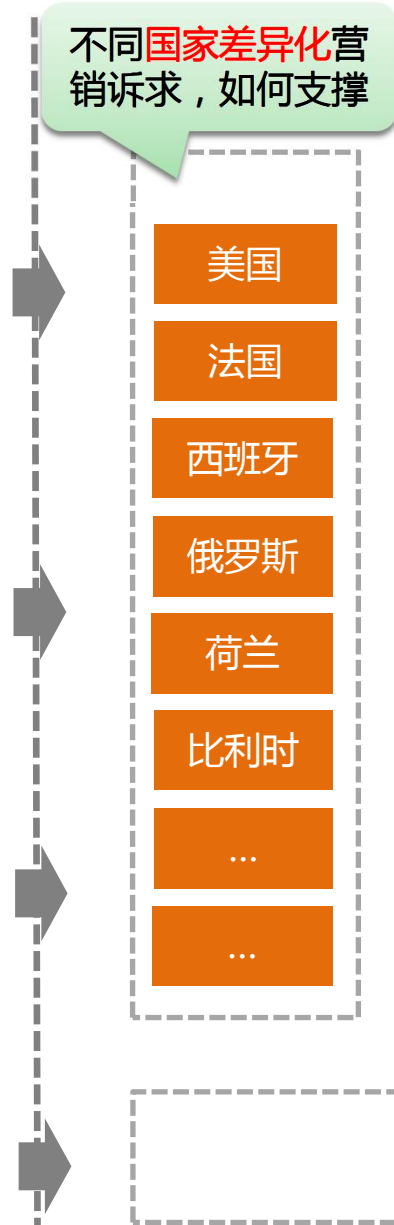 不同国家差异化营
销诉求，如何支撑
美国
法国
西班牙
俄罗斯
荷兰
比利时
...
...